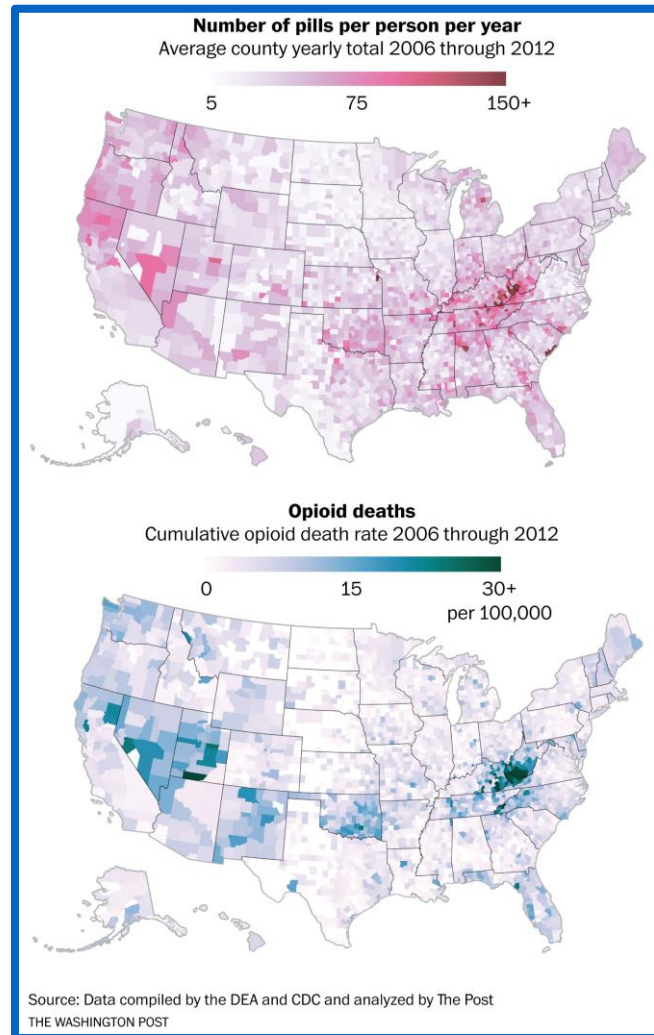 Number of pills per person per year
Average county yearly total 2006 through 2012
5 75 150+
Opioid deaths
Cumulative opioid death rate 2006 through 2012
0 15 30+
per 100,000
Source: Data compiled by the DEA and CDC and analyzed by The Post
THE WASHINGTON POST